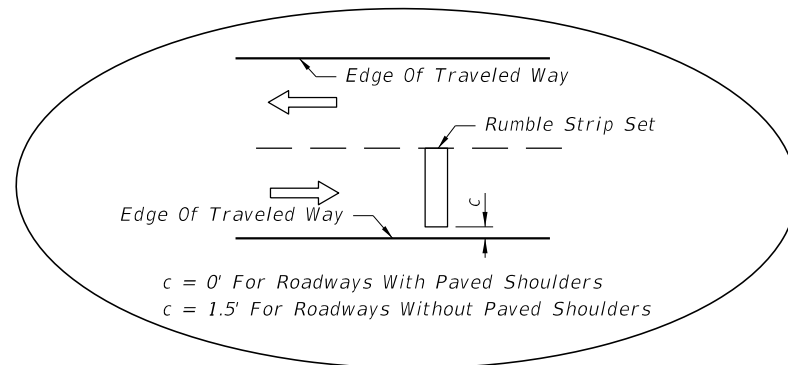 Edge Of Traveled Way
Rumble Strip Set
c
Edge Of Traveled Way
c = 0' For Roadways With Paved Shoulders
c = 1.5' For Roadways Without Paved Shoulders